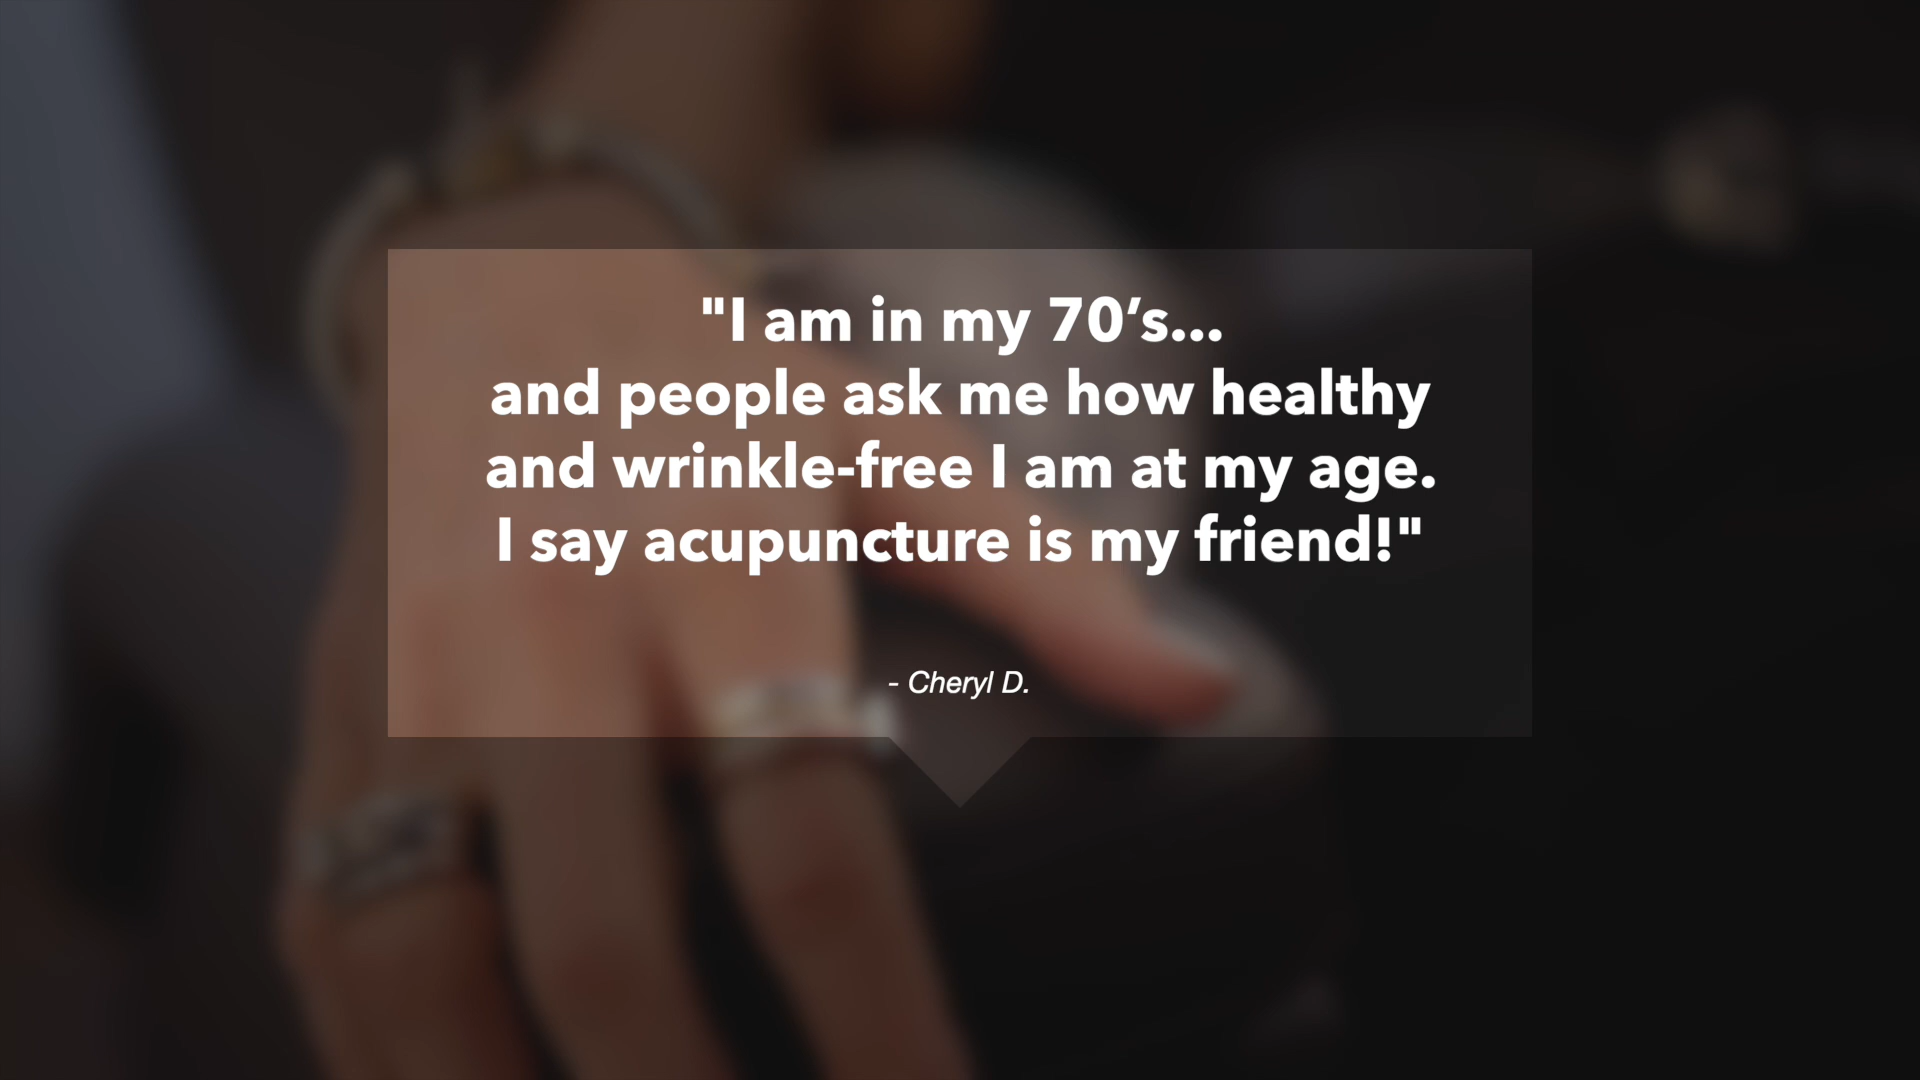 "I am in my 70’s...
and people ask me how healthy
and wrinkle-free I am at my age.
I say acupuncture is my friend!"
- Cheryl D.